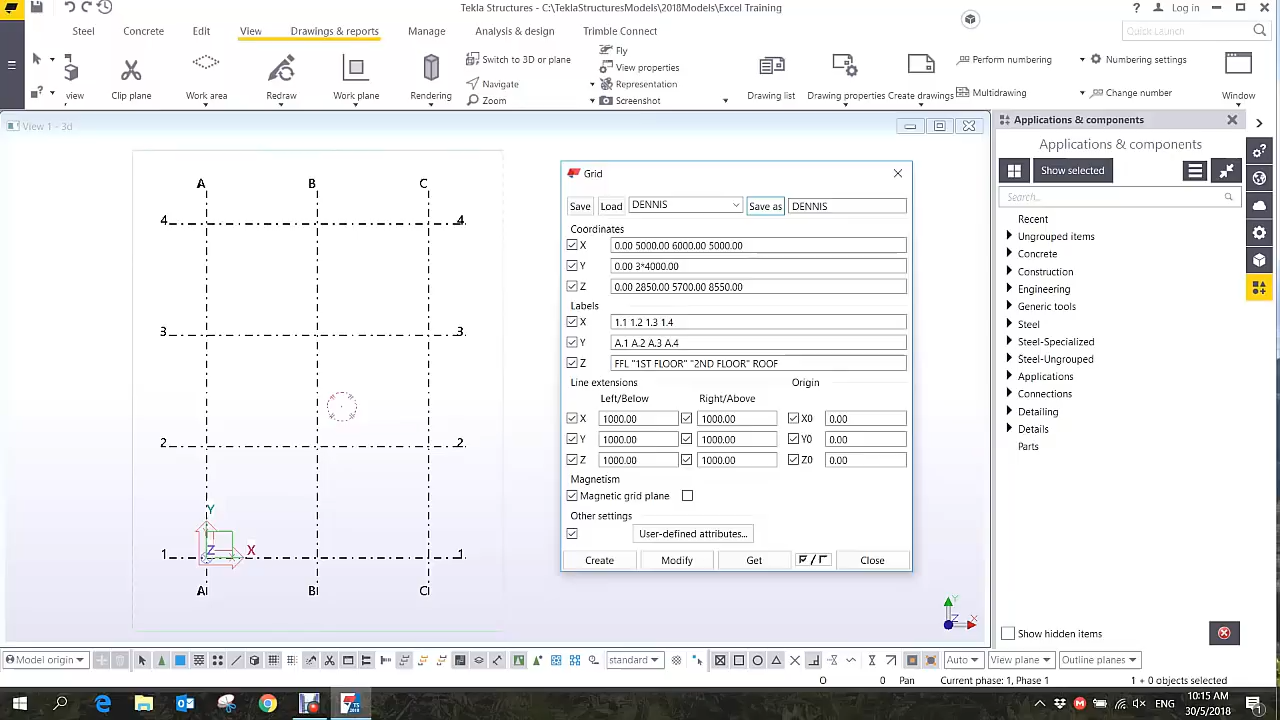 Tekla Structures - C:\TeklaStructuresModels\2018Models\Excel Training
? Log in
Steel Concrete Edit View Drawings & reports Manage Analysis & design Trimble Connect
Quick Launch
view
Clip plane
Work area
Redraw
Work plane
Rendering
Switch to 3D or plane
Navigate
Zoom
Fly
View properties
Representation
Screenshot
Drawing list
Drawing properties
Create drawings
Perform numbering
Multidrawing
Numbering settings
Change number
Window
View 1 - 3d
A B C
4 4
3 3
2 2
1 1
Y
Z X
A B C
Grid
Save Load DENNIS Save as DENNIS
Coordinates
X 0.00 5000.00 6000.00 5000.00
Y 0.00 3*4000.00
Z 0.00 2850.00 5700.00 8550.00
Labels
X 1.1 1.2 1.3 1.4
Y A.1 A.2 A.3 A.4
Z FFL "1ST FLOOR" "2ND FLOOR" ROOF
Line extensions Origin
Left/Below Right/Above
X 1000.00 1000.00 X0 0.00
Y 1000.00 1000.00 Y0 0.00
Z 1000.00 1000.00 Z0 0.00
Magnetism
Magnetic grid plane
Other settings
User-defined attributes...
Create Modify Get Close
Y
Z X
Applications & components
Applications & components
Show selected
Search...
Recent
Ungrouped items
Concrete
Construction
Engineering
Generic tools
Steel
Steel-Specialized
Steel-Ungrouped
Applications
Connections
Detailing
Details
Parts
Show hidden items
Model origin standard Auto View plane Outline planes
O 0 Pan Current phase: 1, Phase 1 1 + 0 objects selected
ENG
10:15 AM
30/5/2018